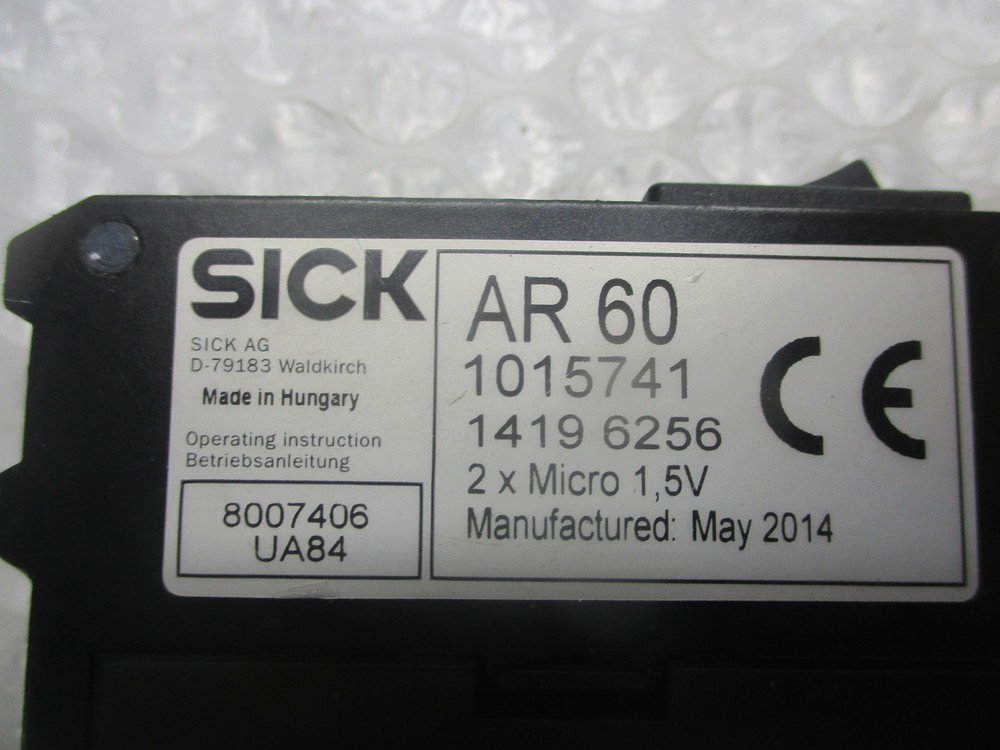 SICK
SICK AG
D-79183 Waldkirch
Made in Hungary
Operating instruction
Betriebsanleitung
8007406
UA84
AR 60
1015741
1419 6256
2 x Micro 1,5V
Manufactured: May 2014
CE